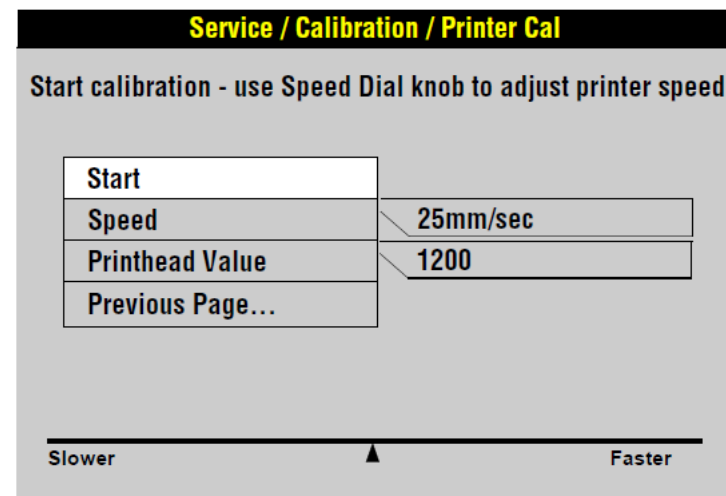 Service / Calibration / Printer Cal
Start calibration - use Speed Dial knob to adjust printer speed
Start
Speed 25mm/sec
Printhead Value 1200
Previous Page...
Slower Faster